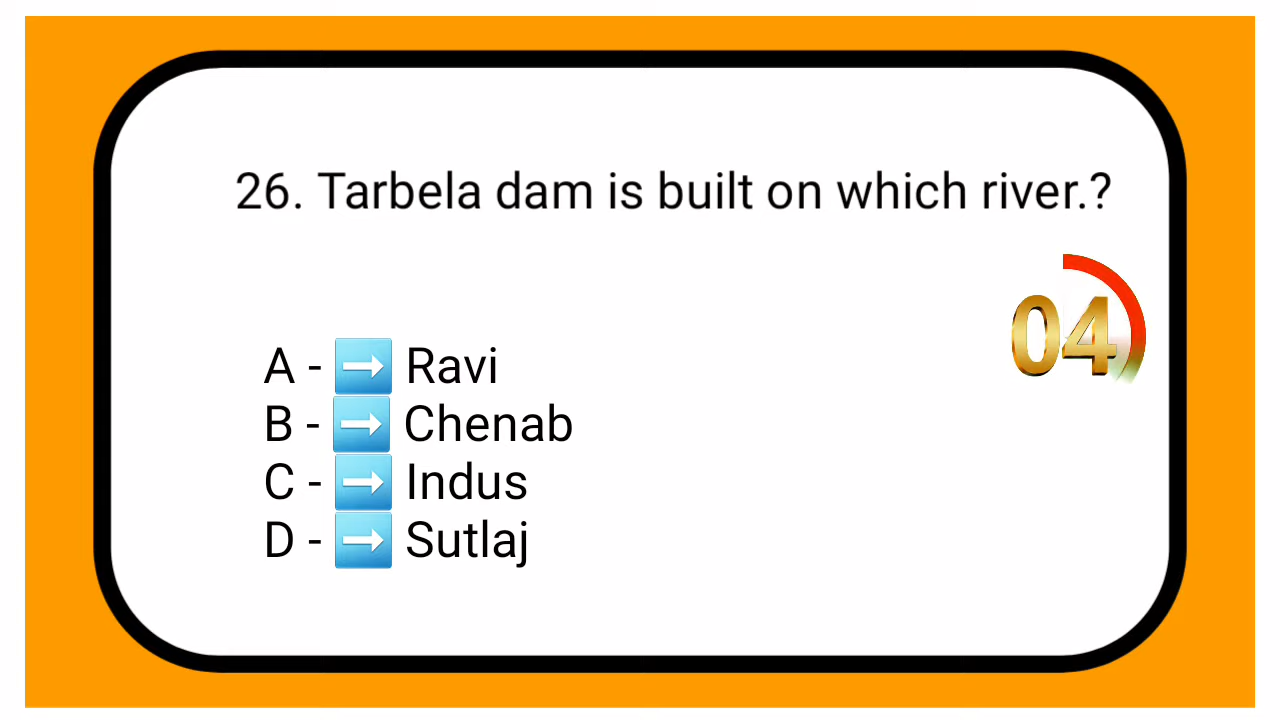 26. Tarbela dam is built on which river.?
04
A - ➡️ Ravi
B - ➡️ Chenab
C - ➡️ Indus
D - ➡️ Sutlaj